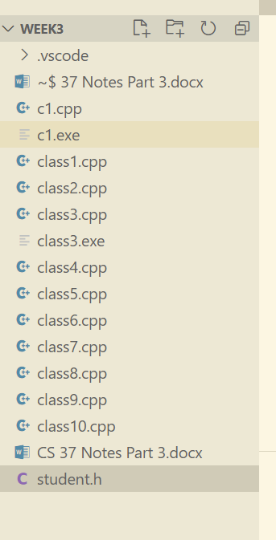 WEEK3
.vscode
~$ 37 Notes Part 3.docx
c1.cpp
c1.exe
class1.cpp
class2.cpp
class3.cpp
class3.exe
class4.cpp
class5.cpp
class6.cpp
class7.cpp
class8.cpp
class9.cpp
class10.cpp
CS 37 Notes Part 3.docx
C student.h